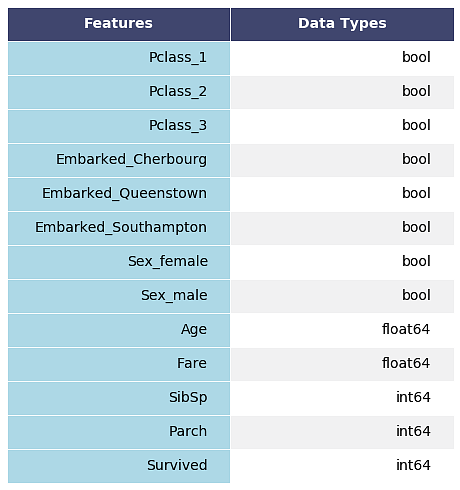 Features Data Types
Pclass_1 bool
Pclass_2 bool
Pclass_3 bool
Embarked_Cherbourg bool
Embarked_Queenstown bool
Embarked_Southampton bool
Sex_female bool
Sex_male bool
Age float64
Fare float64
SibSp int64
Parch int64
Survived int64